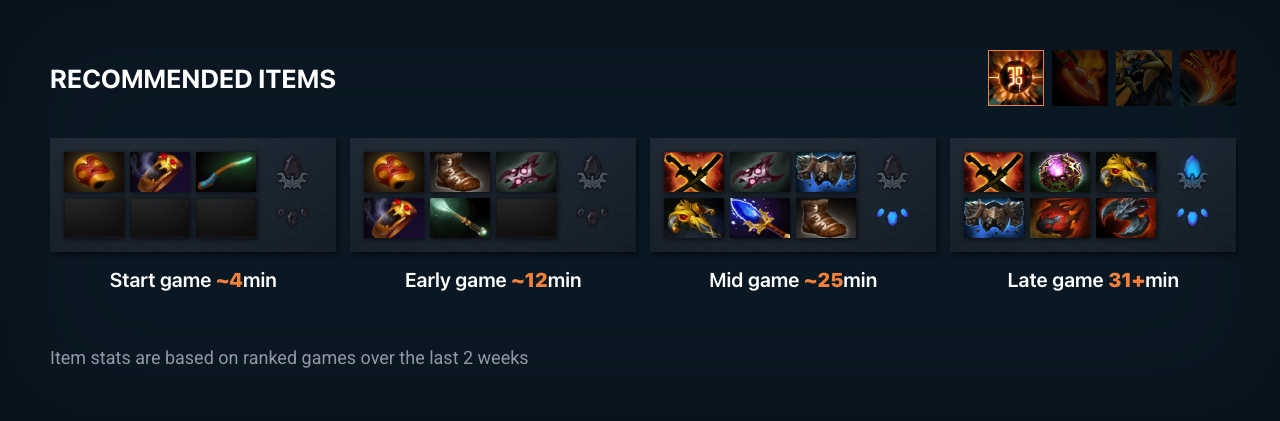 RECOMMENDED ITEMS
Start game ~4min
Early game ~12min
Mid game ~25min
Late game 31+min
Item stats are based on ranked games over the last 2 weeks